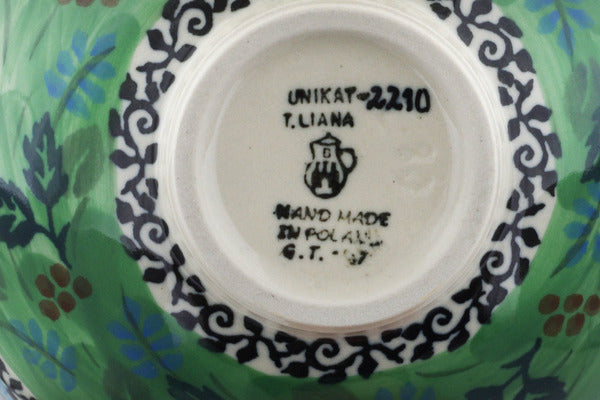 UNIKAT-2210
T.LIANA
HAND MADE
IN POLAND
G.T.